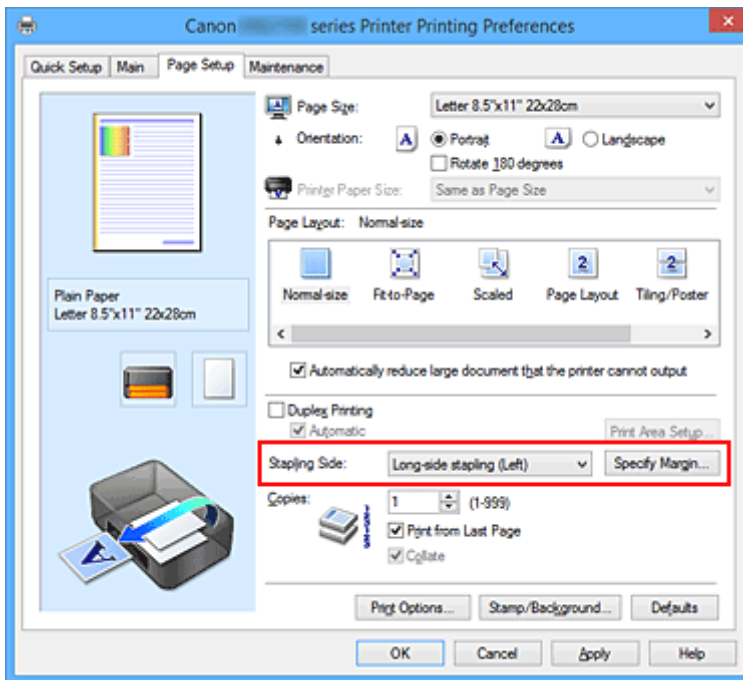 Canon series Printer Printing Preferences
Quick Setup Main Page Setup Maintenance
Page Size: Letter 8.5"x11" 22x28cm
Orientation: A Portrait A Landscape
Rotate 180 degrees
Printer Paper Size: Same as Page Size
Page Layout: Normal-size
2 2
Normal-size Fit-to-Page Scaled Page Layout Tiling/Poster
Plain Paper
Letter 8.5"x11" 22x28cm
Automatically reduce large document that the printer cannot output
Duplex Printing
Automatic Print Area Setup...
Stapling Side: Long-side stapling (Left) Specify Margin...
Copies: 1 (1-999)
Print from Last Page
Collate
A
Print Options... Stamp/Background... Defaults
OK Cancel Apply Help